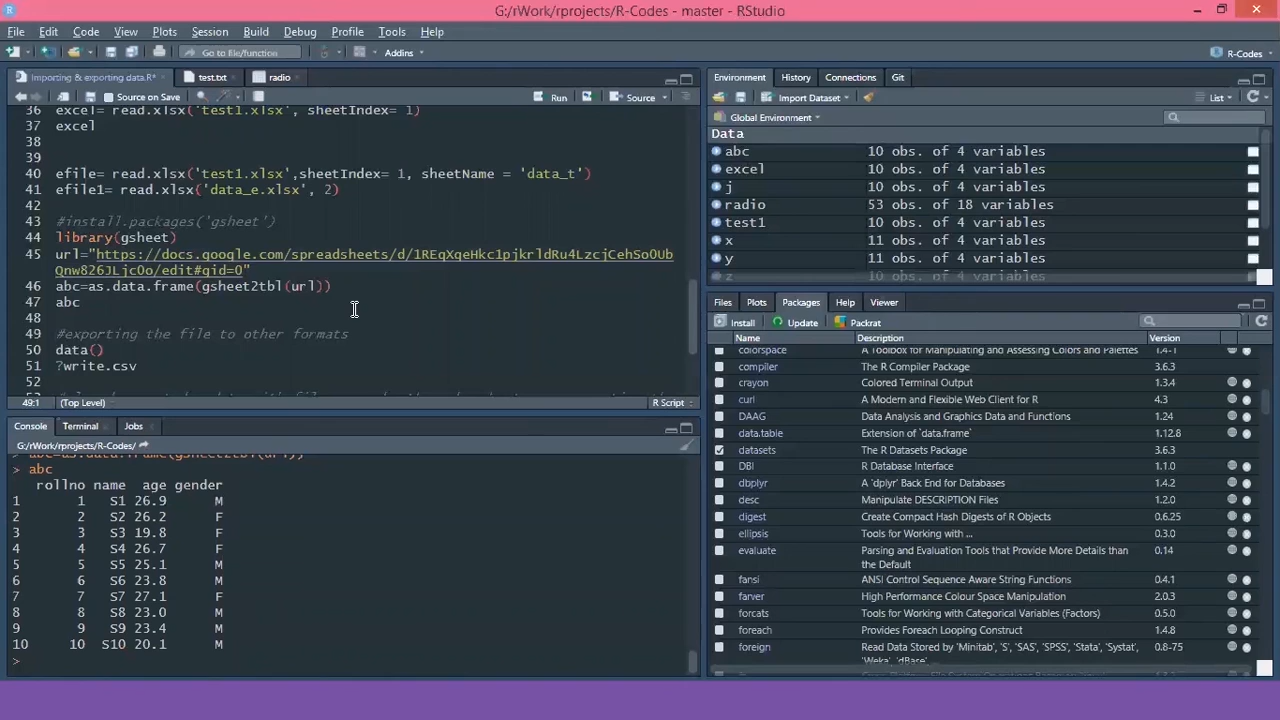 G:/rWork/rprojects/R-Codes - master - RStudio
File Edit Code View Plots Session Build Debug Profile Tools Help
Go to file/function Addins R-Codes
Importing & exporting data.R* test.txt radio
Source on Save Run Source
36 excel= read.xlsx('test1.xlsx', sheetIndex= 1)
37 excel
38
39
40 efile= read.xlsx('test1.xlsx',sheetIndex= 1, sheetName = 'data_t')
41 efile1= read.xlsx('data_e.xlsx', 2)
42
43 #install.packages('gsheet')
44 library(gsheet)
45 url="https://docs.google.com/spreadsheets/d/1REqXqeHkc1pjkrldRu4LzcjCehSo0Ub
Qnw826JLjcOo/edit#gid=0"
46 abc=as.data.frame(gsheet2tbl(url))
47 abc
48
49 #exporting the file to other formats
50 data()
51 ?write.csv
52
49:1 (Top Level) R Script
Console Terminal Jobs
G:/rWork/rprojects/R-Codes/
> abc=as.data.frame(gsheet2tbl(url))
> abc
rollno name age gender
1 1 S1 26.9 M
2 2 S2 26.2 F
3 3 S3 19.8 F
4 4 S4 26.7 F
5 5 S5 25.1 M
6 6 S6 23.8 M
7 7 S7 27.1 F
8 8 S8 23.0 M
9 9 S9 23.4 M
10 10 S10 20.1 M
>
Environment History Connections Git
Import Dataset List
Global Environment
Data
abc 10 obs. of 4 variables
excel 10 obs. of 4 variables
j 10 obs. of 4 variables
radio 53 obs. of 18 variables
test1 10 obs. of 4 variables
x 11 obs. of 4 variables
y 11 obs. of 4 variables
z 11 obs. of 4 variables
Files Plots Packages Help Viewer
Install Update Packrat
Name Description Version
colorspace A Toolbox for Manipulating and Assessing Colors and Palettes 1.4-1
compiler The R Compiler Package 3.6.3
crayon Colored Terminal Output 1.3.4
curl A Modern and Flexible Web Client for R 4.3
DAAG Data Analysis and Graphics Data and Functions 1.24
data.table Extension of `data.frame` 1.12.8
datasets The R Datasets Package 3.6.3
DBI R Database Interface 1.1.0
dbplyr A 'dplyr' Back End for Databases 1.4.2
desc Manipulate DESCRIPTION Files 1.2.0
digest Create Compact Hash Digests of R Objects 0.6.25
ellipsis Tools for Working with ... 0.3.0
evaluate Parsing and Evaluation Tools that Provide More Details than
the Default 0.14
fansi ANSI Control Sequence Aware String Functions 0.4.1
farver High Performance Colour Space Manipulation 2.0.3
forcats Tools for Working with Categorical Variables (Factors) 0.5.0
foreach Provides Foreach Looping Construct 1.4.8
foreign Read Data Stored by 'Minitab', 'S', 'SAS', 'SPSS', 'Stata', 'Systat',
'Weka', 'dBase', ... 0.8-75